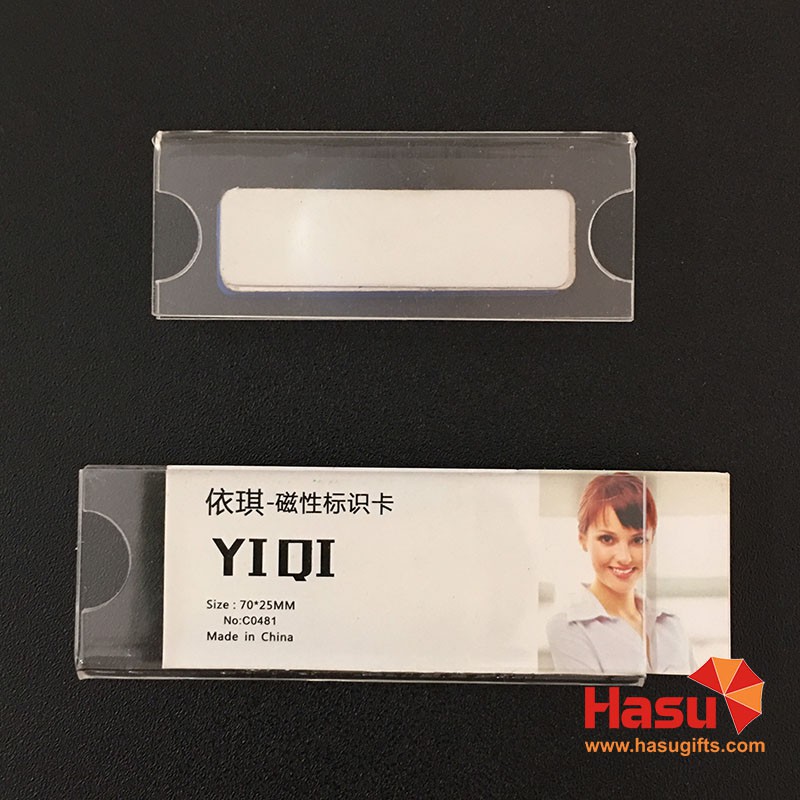 依琪-磁性标识卡
YIQI
Size : 70*25MM
No:C0481
Made in China
Hasu
www.hasugifts.com